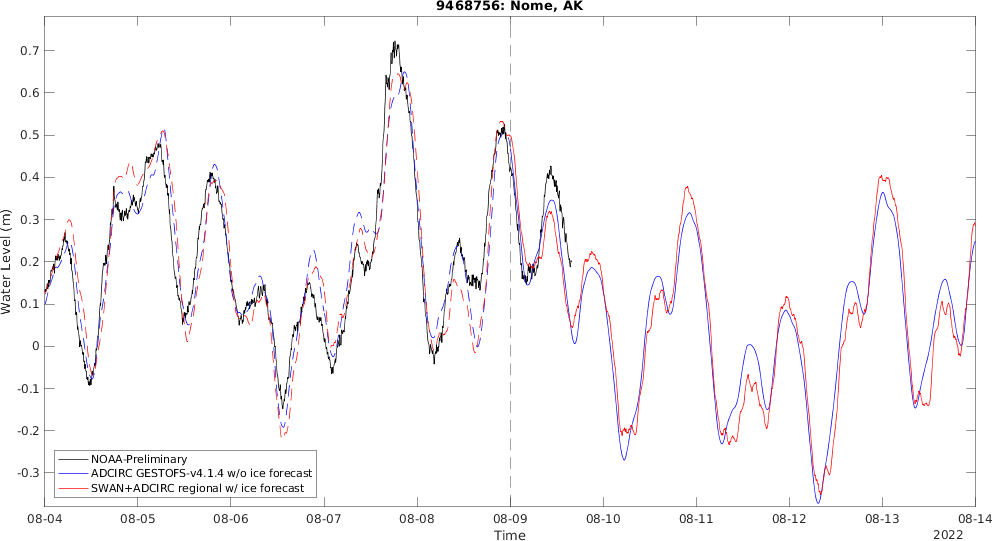 9468756: Nome, AK
Water Level (m)
0.7
0.6
0.5
0.4
0.3
0.2
0.1
0
-0.1
-0.2
-0.3
NOAA-Preliminary
ADCIRC GESTOFS-v4.1.4 w/o ice forecast
SWAN+ADCIRC regional w/ ice forecast
08-04 08-05 08-06 08-07 08-08 08-09 08-10 08-11 08-12 08-13 08-14
Time
2022